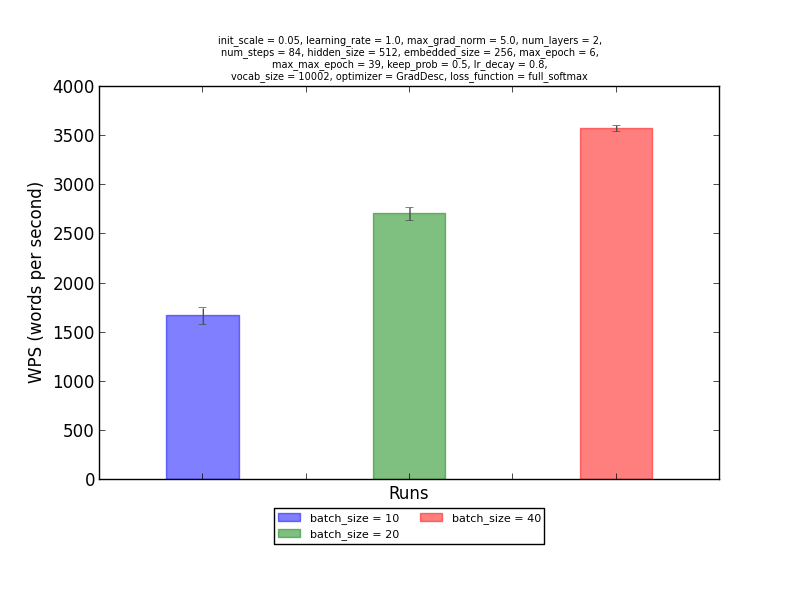 init_scale = 0.05, learning_rate = 1.0, max_grad_norm = 5.0, num_layers = 2,
num_steps = 84, hidden_size = 512, embedded_size = 256, max_epoch = 6,
max_max_epoch = 39, keep_prob = 0.5, lr_decay = 0.8,
vocab_size = 10002, optimizer = GradDesc, loss_function = full_softmax
4000
3500
3000
2500
2000
1500
1000
500
0
WPS (words per second)
Runs
batch_size = 10
batch_size = 20
batch_size = 40